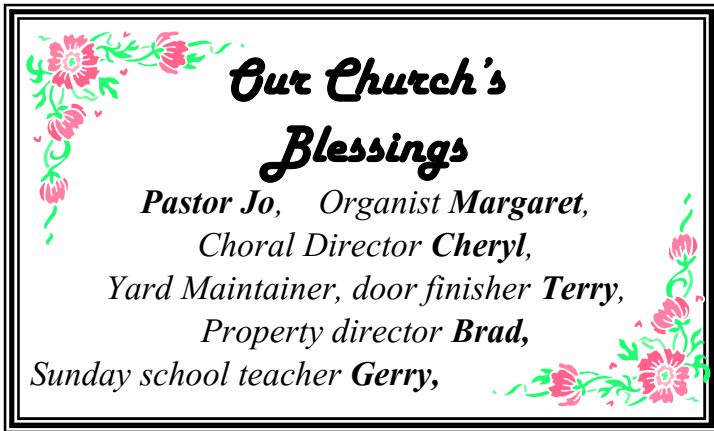 Our Church's
Blessings
Pastor Jo, Organist Margaret,
Choral Director Cheryl,
Yard Maintainer, door finisher Terry,
Property director Brad,
Sunday school teacher Gerry,